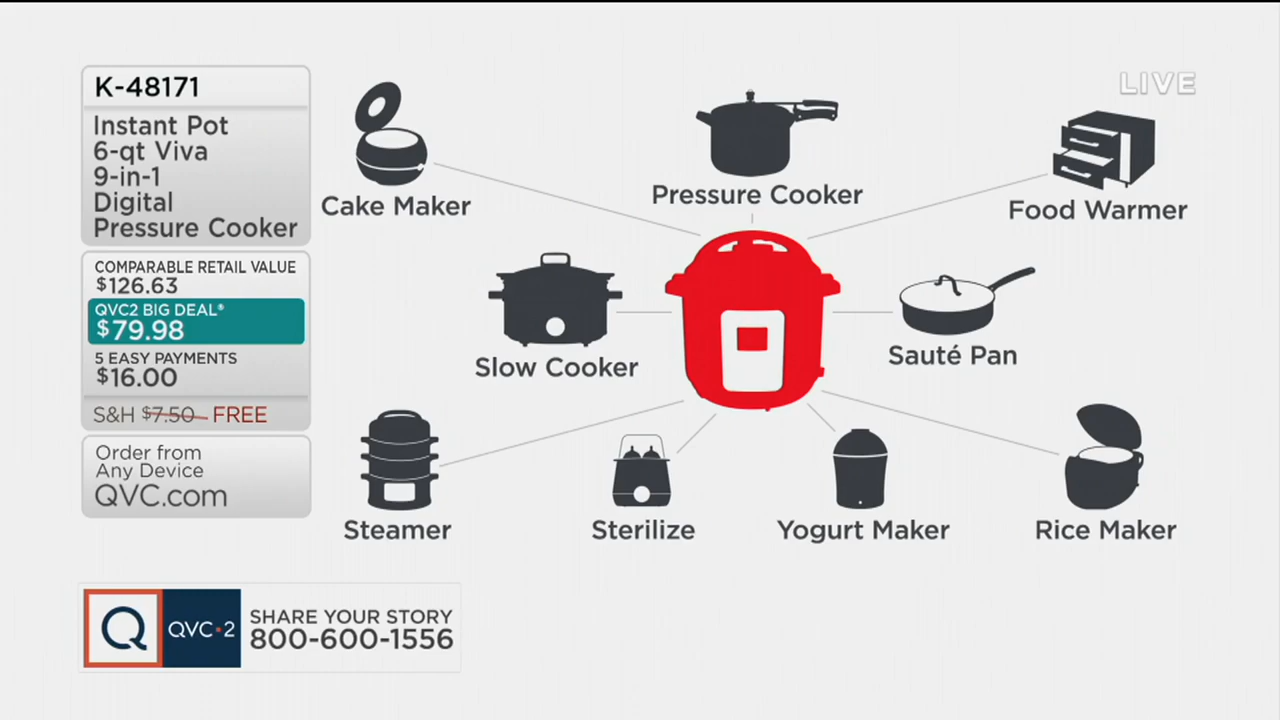 K-48171
Instant Pot
6-qt Viva
9-in-1
Digital
Pressure Cooker
COMPARABLE RETAIL VALUE
$126.63
QVC2 BIG DEAL®
$79.98
5 EASY PAYMENTS
$16.00
S&H $7.50 FREE
Order from
Any Device
QVC.com
LIVE
Cake Maker
Pressure Cooker
Food Warmer
Slow Cooker
Sauté Pan
Steamer
Sterilize
Yogurt Maker
Rice Maker
Q QVC•2
SHARE YOUR STORY
800-600-1556